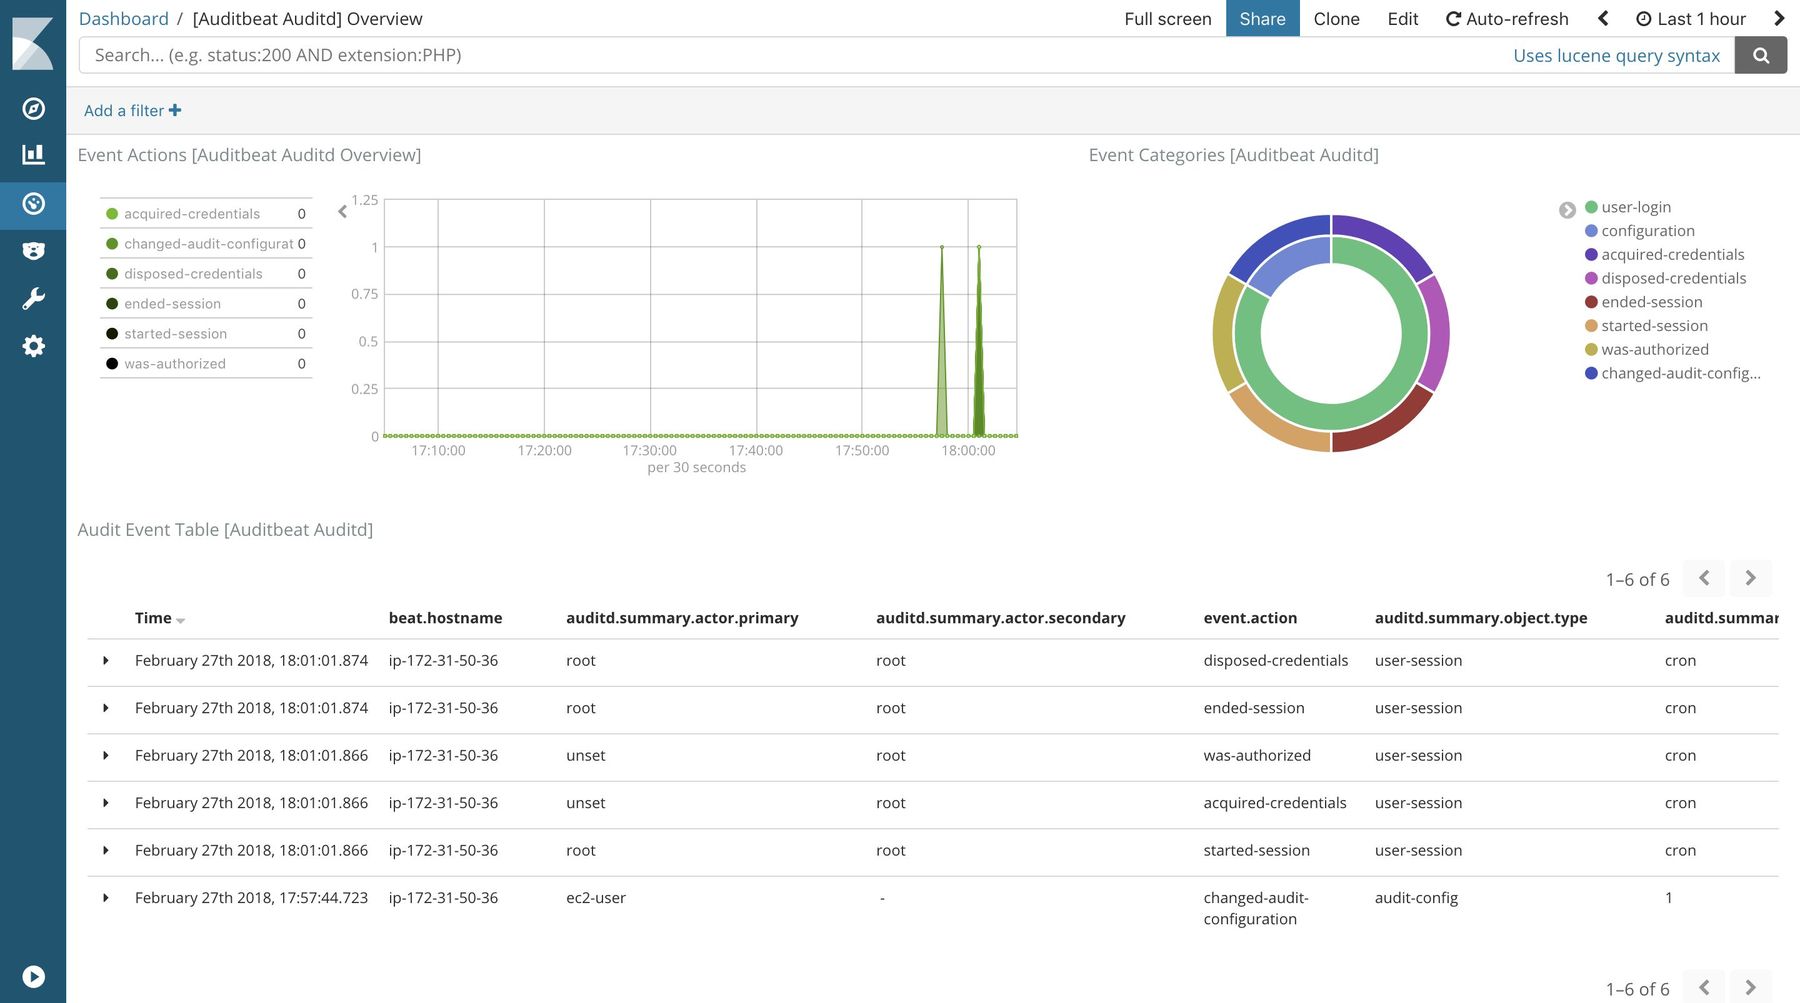 Dashboard / [Auditbeat Auditd] Overview
Full screen Share Clone Edit Auto-refresh Last 1 hour
Search... (e.g. status:200 AND extension:PHP) Uses lucene query syntax
Add a filter
Event Actions [Auditbeat Auditd Overview]
acquired-credentials 0
changed-audit-configurat 0
disposed-credentials 0
ended-session 0
started-session 0
was-authorized 0
1.25
1
0.75
0.5
0.25
0
17:10:00 17:20:00 17:30:00 17:40:00 17:50:00 18:00:00
per 30 seconds
Event Categories [Auditbeat Auditd]
user-login
configuration
acquired-credentials
disposed-credentials
ended-session
started-session
was-authorized
changed-audit-config...
Audit Event Table [Auditbeat Auditd]
1–6 of 6
Time beat.hostname auditd.summary.actor.primary auditd.summary.actor.secondary event.action auditd.summary.object.type auditd.summar
February 27th 2018, 18:01:01.874 ip-172-31-50-36 root root disposed-credentials user-session cron
February 27th 2018, 18:01:01.874 ip-172-31-50-36 root root ended-session user-session cron
February 27th 2018, 18:01:01.866 ip-172-31-50-36 unset root was-authorized user-session cron
February 27th 2018, 18:01:01.866 ip-172-31-50-36 unset root acquired-credentials user-session cron
February 27th 2018, 18:01:01.866 ip-172-31-50-36 root root started-session user-session cron
February 27th 2018, 17:57:44.723 ip-172-31-50-36 ec2-user - changed-audit- audit-config 1
configuration
1–6 of 6